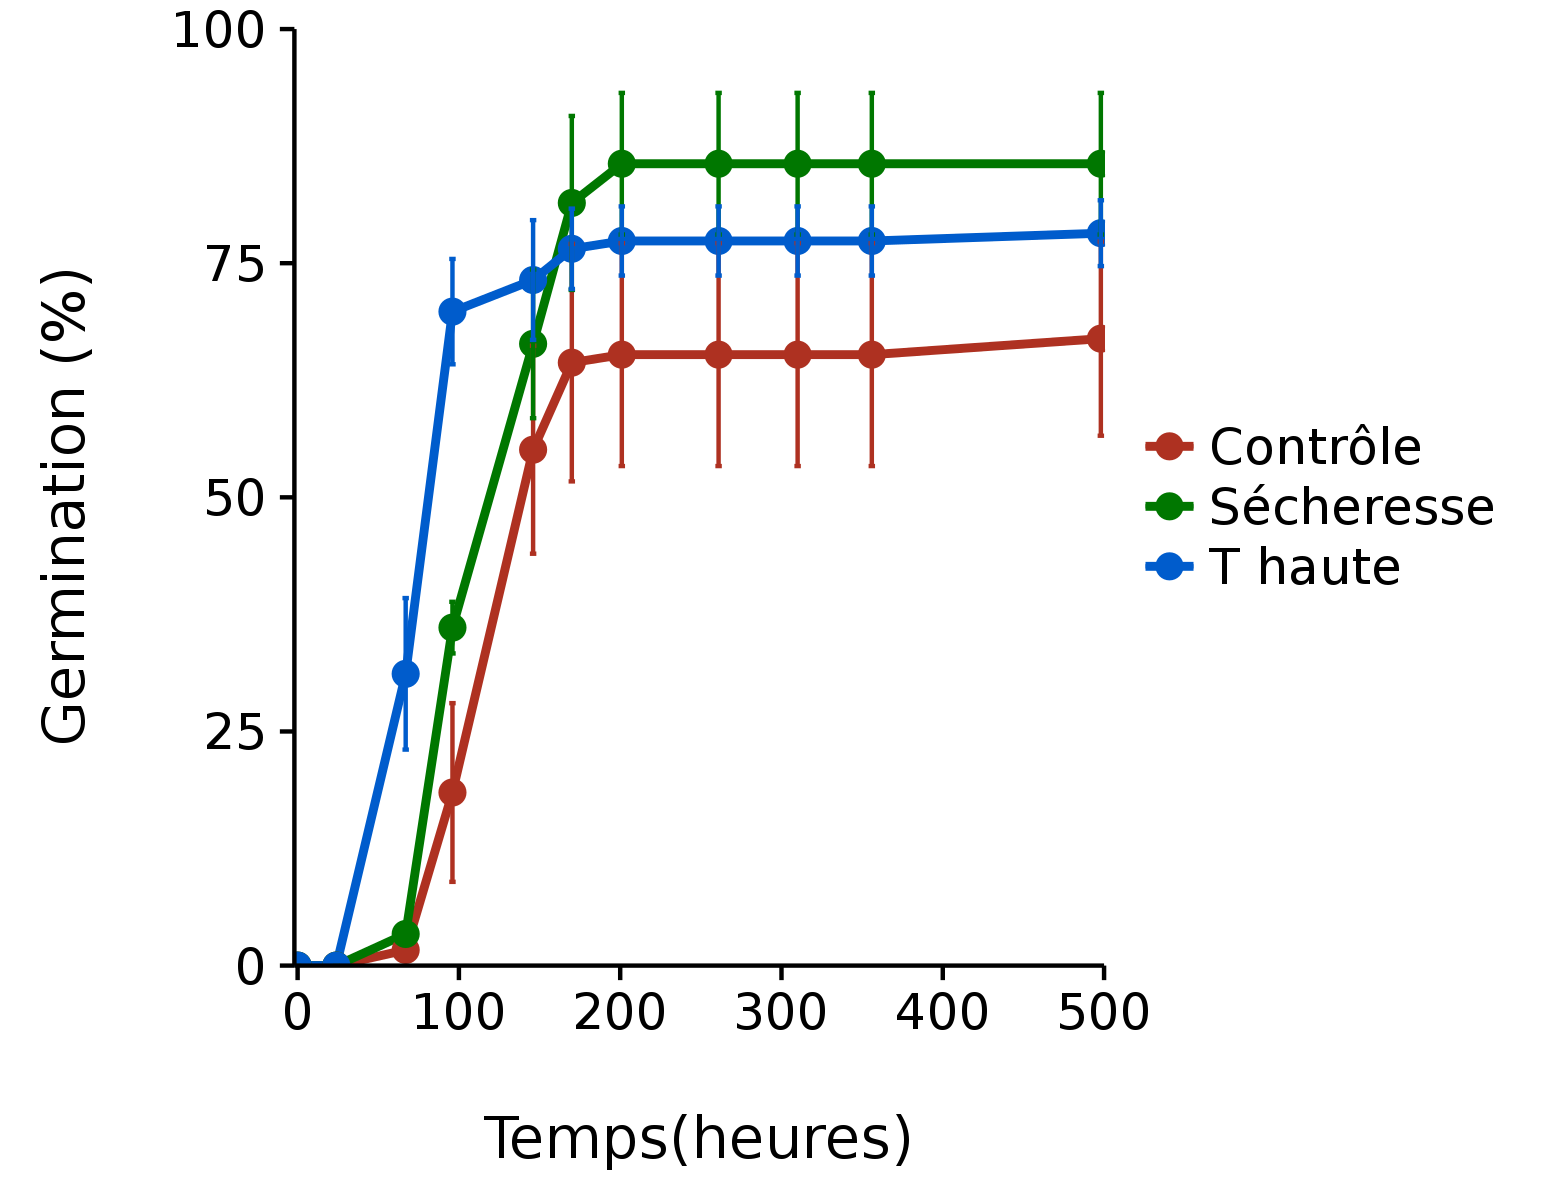 100
75
50
25
0
Germination (%)
0 100 200 300 400 500
Temps(heures)
Contrôle
Sécheresse
T haute